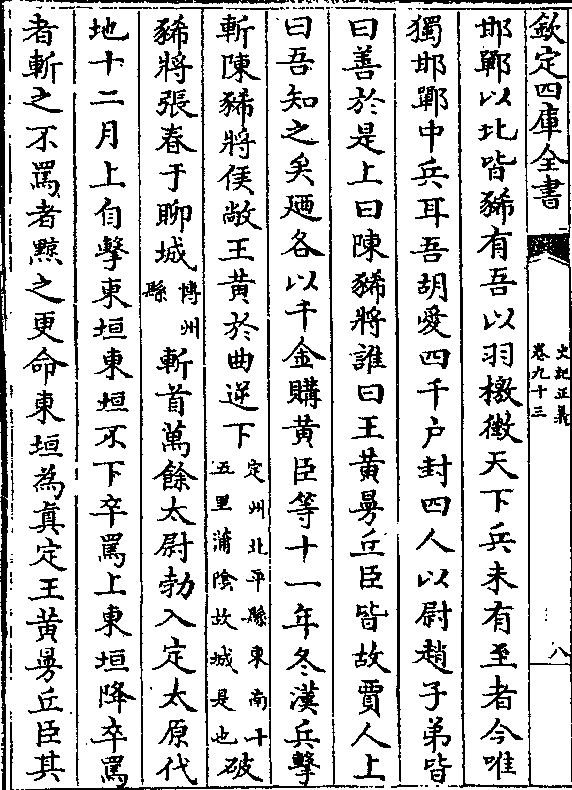 欽定四庫全書
史記正義
卷九十三
八
邯鄲以北皆豨有吾以羽檄徵天下兵未有至者今唯
獨邯鄲中兵耳吾胡愛四千户封四人以尉趙子弟皆
曰善於是上曰陳豨將誰曰王黃曼丘臣皆故賈人上
曰吾知之矣廼各以千金購黃臣等十一年冬漢兵擊
斬陳豨將侯敞王黃於曲逆下定州北平縣東南十五里蒲陰故城是也破
豨將張春于聊城博州縣斬首萬餘太尉勃入定太原代
地十二月上自擊東垣東垣不下卒罵上東垣降卒罵
者斬之不罵者黥之更命東垣為真定王黃曼丘臣其